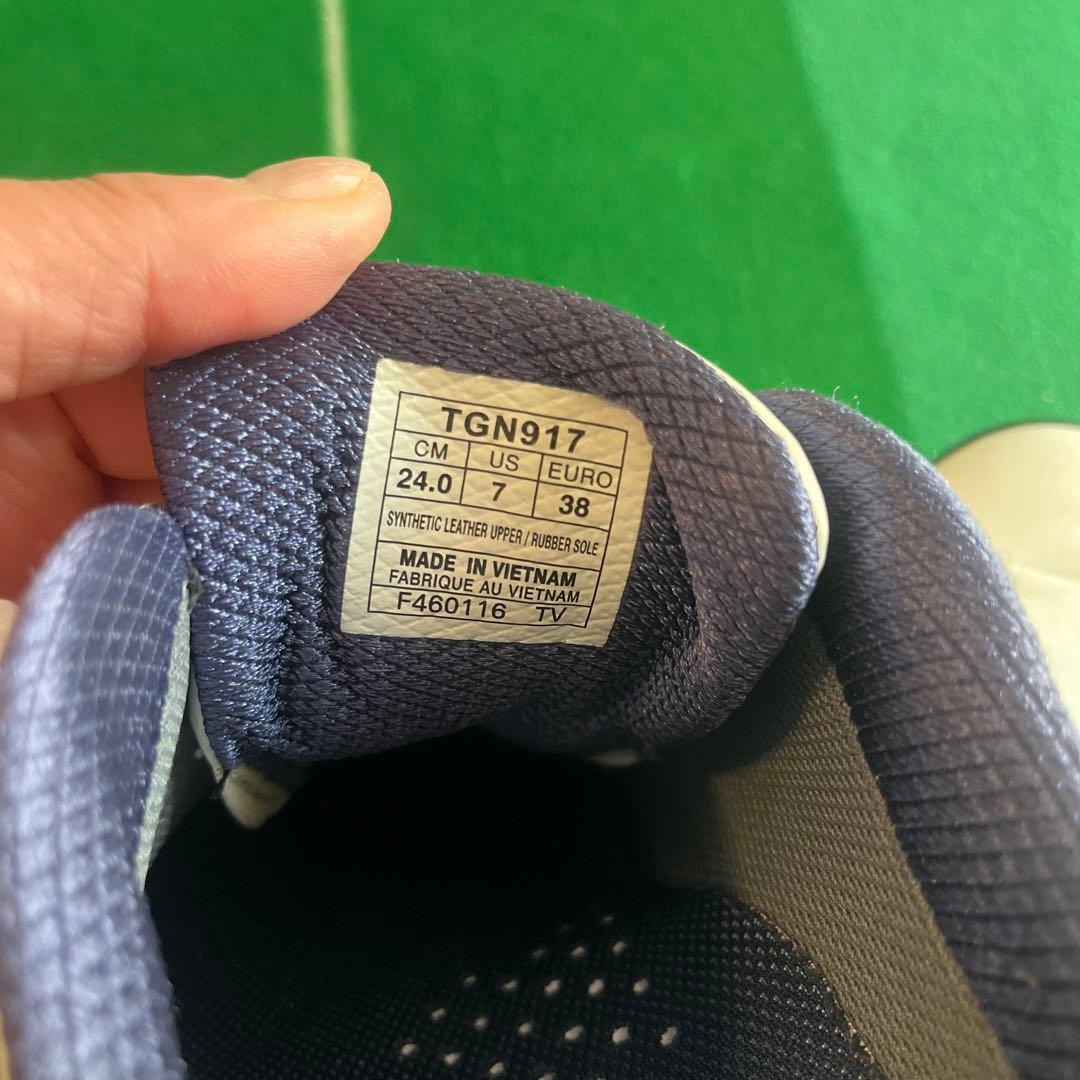 TGN917
CM US EURO
24.0 7 38
SYNTHETIC LEATHER UPPER / RUBBER SOLE
MADE IN VIETNAM
FABRIQUE AU VIETNAM
F460116 TV